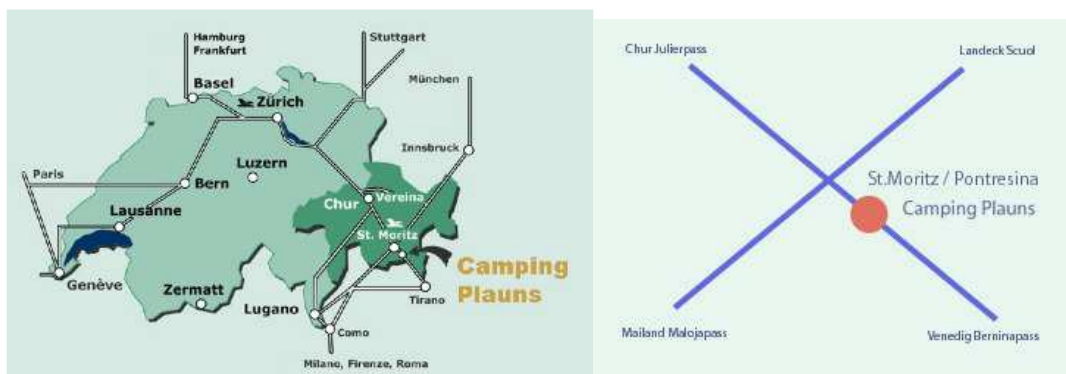 Hamburg
Frankfurt
Stuttgart
Basel
München
Zürich
Innsbruck
Luzern
Paris
Bern
Vereina
Chur
Lausanne
St. Moritz
Camping
Plauns
Genève
Zermatt
Tirano
Lugano
Como
Milano, Firenze, Roma
Chur Julierpass
Landeck Scuol
St.Moritz / Pontresina
Camping Plauns
Mailand Malojapass
Venedig Berninapass